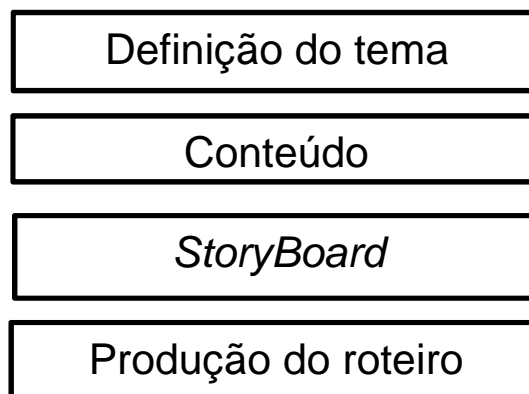 Definição do tema
Conteúdo
StoryBoard
Produção do roteiro